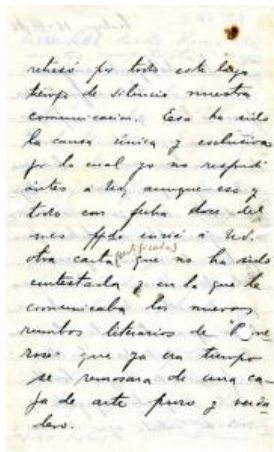 retrasó por todo este largo
tiempo de silencio nuestra
comunicación. Esa ha sido
la causa única y exclusiva
por la cual yo no respondí
antes a Ud, aunque eso y
todo con fecha doce del
mes ppdo envié á Ud.
otra carta (certificada) que no ha sido
contestada y en la que le
comunicaba los nuevos
rumbos literarios de
que ya era tiempo
se remozara de una ca-
ja de arte puro y verda-
dero.